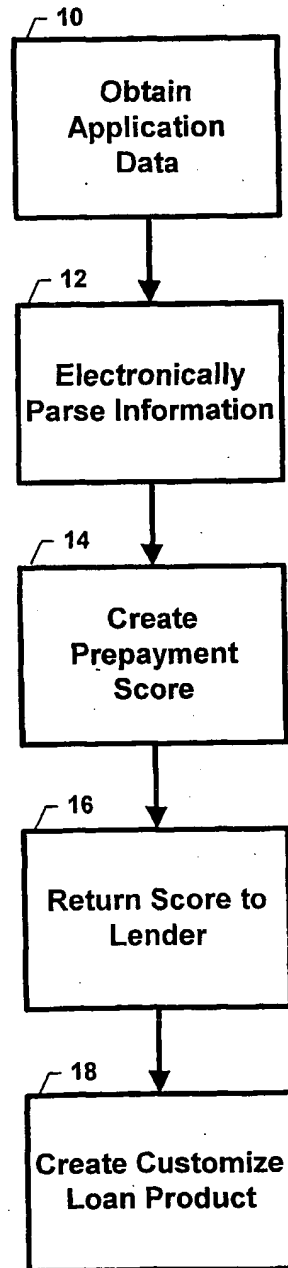 10
Obtain
Application
Data
12
Electronically
Parse Information
14
Create
Prepayment
Score
16
Return Score to
Lender
18
Create Customize
Loan Product